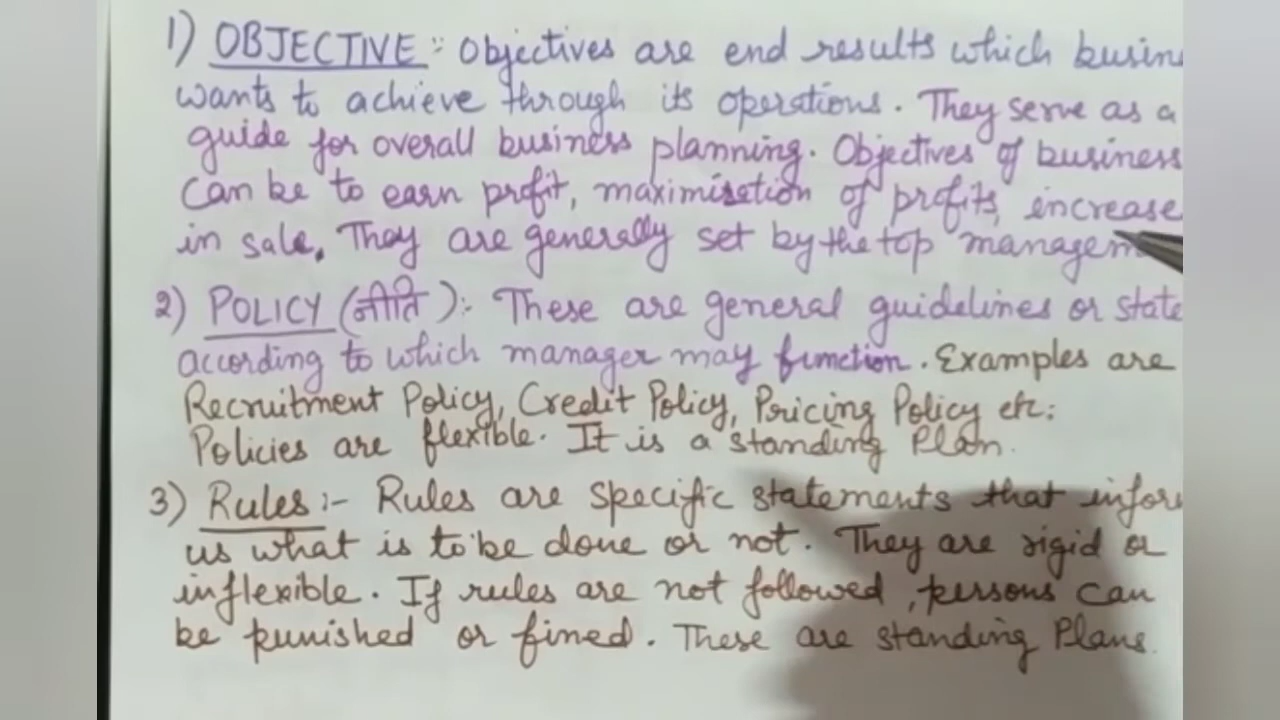 1) OBJECTIVE :- Objectives are end results which busine
wants to achieve through its operations. They serve as a
guide for overall business planning. Objectives of business
can be to earn profit, maximisation of profits, increase
in sale. They are generally set by the top managem
2) POLICY (नीति) :- These are general guidelines or state
according to which manager may function. Examples are
Recruitment Policy, Credit Policy, Pricing Policy etc.
Policies are flexible. It is a standing Plan.
3) Rules :- Rules are specific statements that infor
us what is to be done or not. They are rigid or
inflexible. If rules are not followed, persons can
be punished or fined. These are standing Plans.